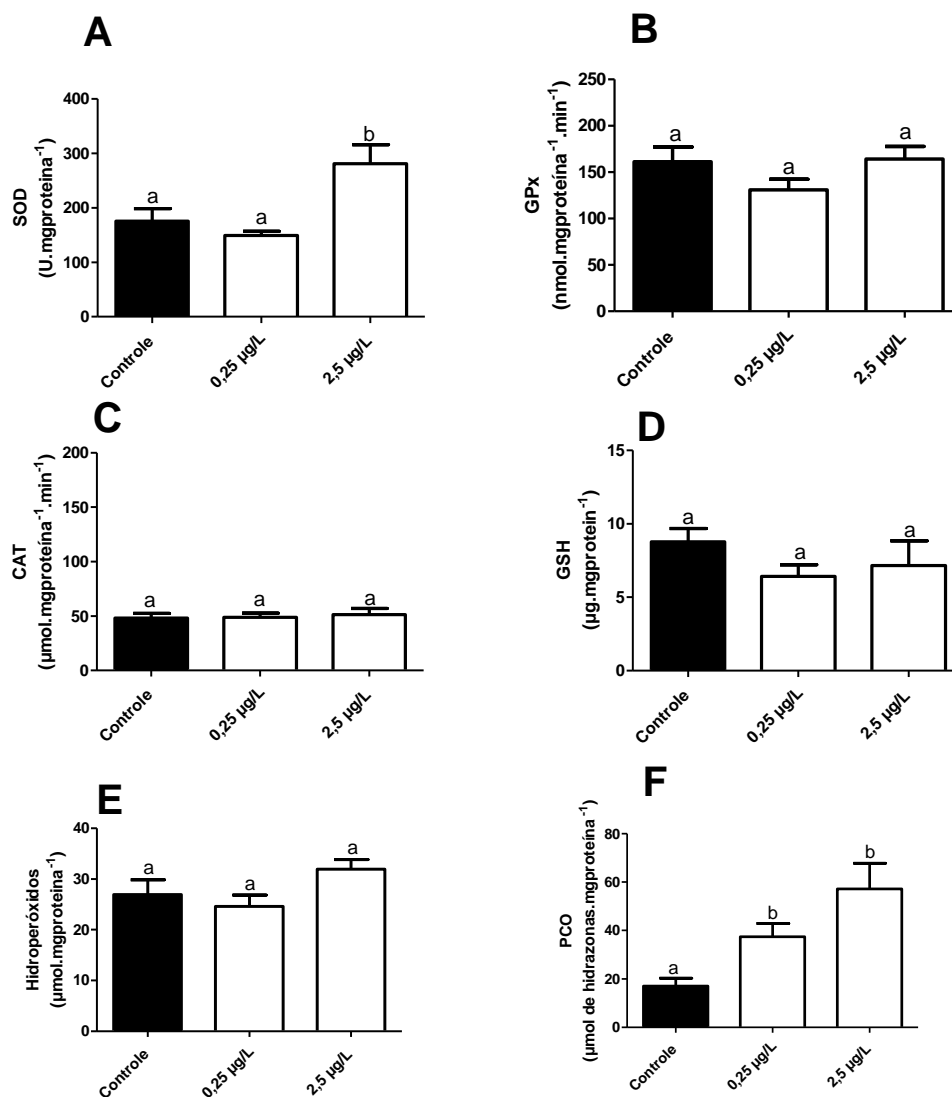 A
SOD
(U.mgproteina⁻¹)
400
300
200
100
0
a
a
b
Controle
0,25 µg/L
2,5 µg/L
B
GPx
(nmol.mgproteína⁻¹.min⁻¹)
250
200
150
100
50
0
a
a
a
Controle
0,25 µg/L
2,5 µg/L
C
CAT
(µmol.mgproteína⁻¹.min⁻¹)
200
150
100
50
0
a
a
a
Controle
0,25 µg/L
2,5 µg/L
D
GSH
(µg.mgprotein⁻¹)
15
10
5
0
a
a
a
Controle
0,25 µg/L
2,5 µg/L
E
Hidroperóxidos
(µmol.mgproteina⁻¹)
40
30
20
10
0
a
a
a
Controle
0,25 µg/L
2,5 µg/L
F
PCO
(µmol de hidrazonas.mgproteína⁻¹)
80
60
40
20
0
a
b
b
Controle
0,25 µg/L
2,5 µg/L